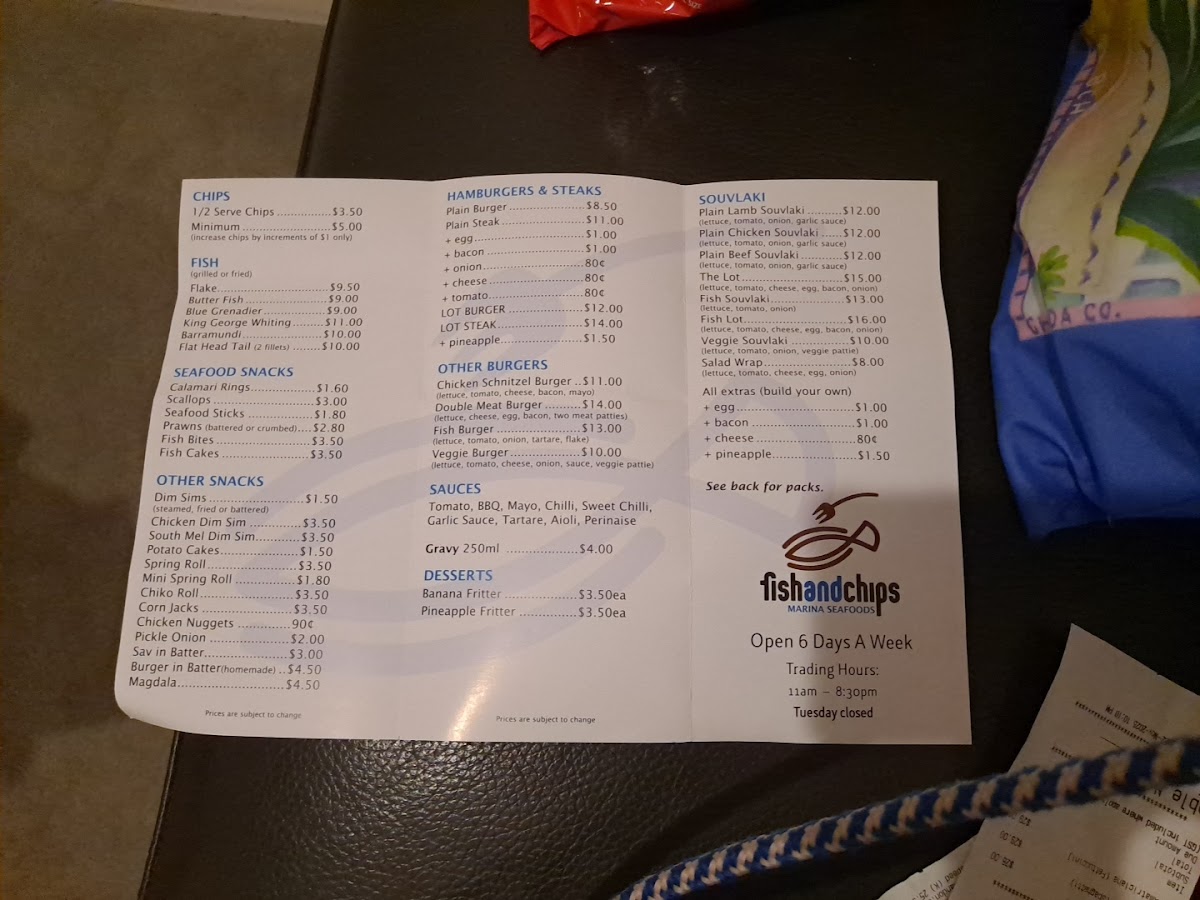 CHIPS
1/2 Serve Chips ...............$3.50
Minimum ........................$5.00
(increase chips by increments of $1 only)
FISH
(grilled or fried)
Flake................................$9.50
Butter Fish .......................$9.00
Blue Grenadier .................$9.00
King George Whiting.........$11.00
Barramundi......................$10.00
Flat Head Tail (2 fillets) ........$10.00
SEAFOOD SNACKS
Calamari Rings..................$1.60
Scallops ...........................$3.00
Seafood Sticks ..................$1.80
Prawns (battered or crumbed)....$2.80
Fish Bites .........................$3.50
Fish Cakes ........................$3.50
OTHER SNACKS
Dim Sims .........................$1.50
(steamed, fried or battered)
Chicken Dim Sim ..............$3.50
South Mel Dim Sim............$3.50
Potato Cakes.....................$1.50
Spring Roll........................$3.50
Mini Spring Roll ................$1.80
Chiko Roll.........................$3.50
Corn Jacks ........................$3.50
Chicken Nuggets ..............90¢
Pickle Onion .....................$2.00
Sav in Batter......................$3.00
Burger in Batter(homemade) ..$4.50
Magdala............................$4.50
Prices are subject to change
HAMBURGERS & STEAKS
Plain Burger ....................$8.50
Plain Steak ......................$11.00
+ egg...............................$1.00
+ bacon ...........................$1.00
+ onion............................80¢
+ cheese ..........................80¢
+ tomato..........................80¢
LOT BURGER ...................$12.00
LOT STEAK.......................$14.00
+ pineapple......................$1.50
OTHER BURGERS
Chicken Schnitzel Burger ..$11.00
(lettuce, tomato, cheese, bacon, mayo)
Double Meat Burger ..........$14.00
(lettuce, cheese, egg, bacon, two meat patties)
Fish Burger ......................$13.00
(lettuce, tomato, onion, tartare, flake)
Veggie Burger...................$10.00
(lettuce, tomato, cheese, onion, sauce, veggie pattie)
SAUCES
Tomato, BBQ, Mayo, Chilli, Sweet Chilli,
Garlic Sauce, Tartare, Aioli, Perinaise
Gravy 250ml ....................$4.00
DESSERTS
Banana Fritter ..................$3.50ea
Pineapple Fritter ...............$3.50ea
Prices are subject to change
SOUVLAKI
Plain Lamb Souvlaki ..........$12.00
(lettuce, tomato, onion, garlic sauce)
Plain Chicken Souvlaki ......$12.00
(lettuce, tomato, onion, garlic sauce)
Plain Beef Souvlaki ............$12.00
(lettuce, tomato, onion, garlic sauce)
The Lot ............................$15.00
(lettuce, tomato, cheese, egg, bacon, onion)
Fish Souvlaki.....................$13.00
(lettuce, tomato, onion)
Fish Lot............................$16.00
(lettuce, tomato, cheese, egg, bacon, onion)
Veggie Souvlaki .................$10.00
(lettuce, tomato, onion, veggie pattie)
Salad Wrap........................$8.00
(lettuce, tomato, cheese, egg, onion)
All extras (build your own)
+ egg................................$1.00
+ bacon ............................$1.00
+ cheese ...........................80¢
+ pineapple.......................$1.50
See back for packs.
fishandchips
MARINA SEAFOODS
Open 6 Days A Week
Trading Hours:
11am – 8:30pm
Tuesday closed
CO.
Item
Subtotal
Total
Due Amount